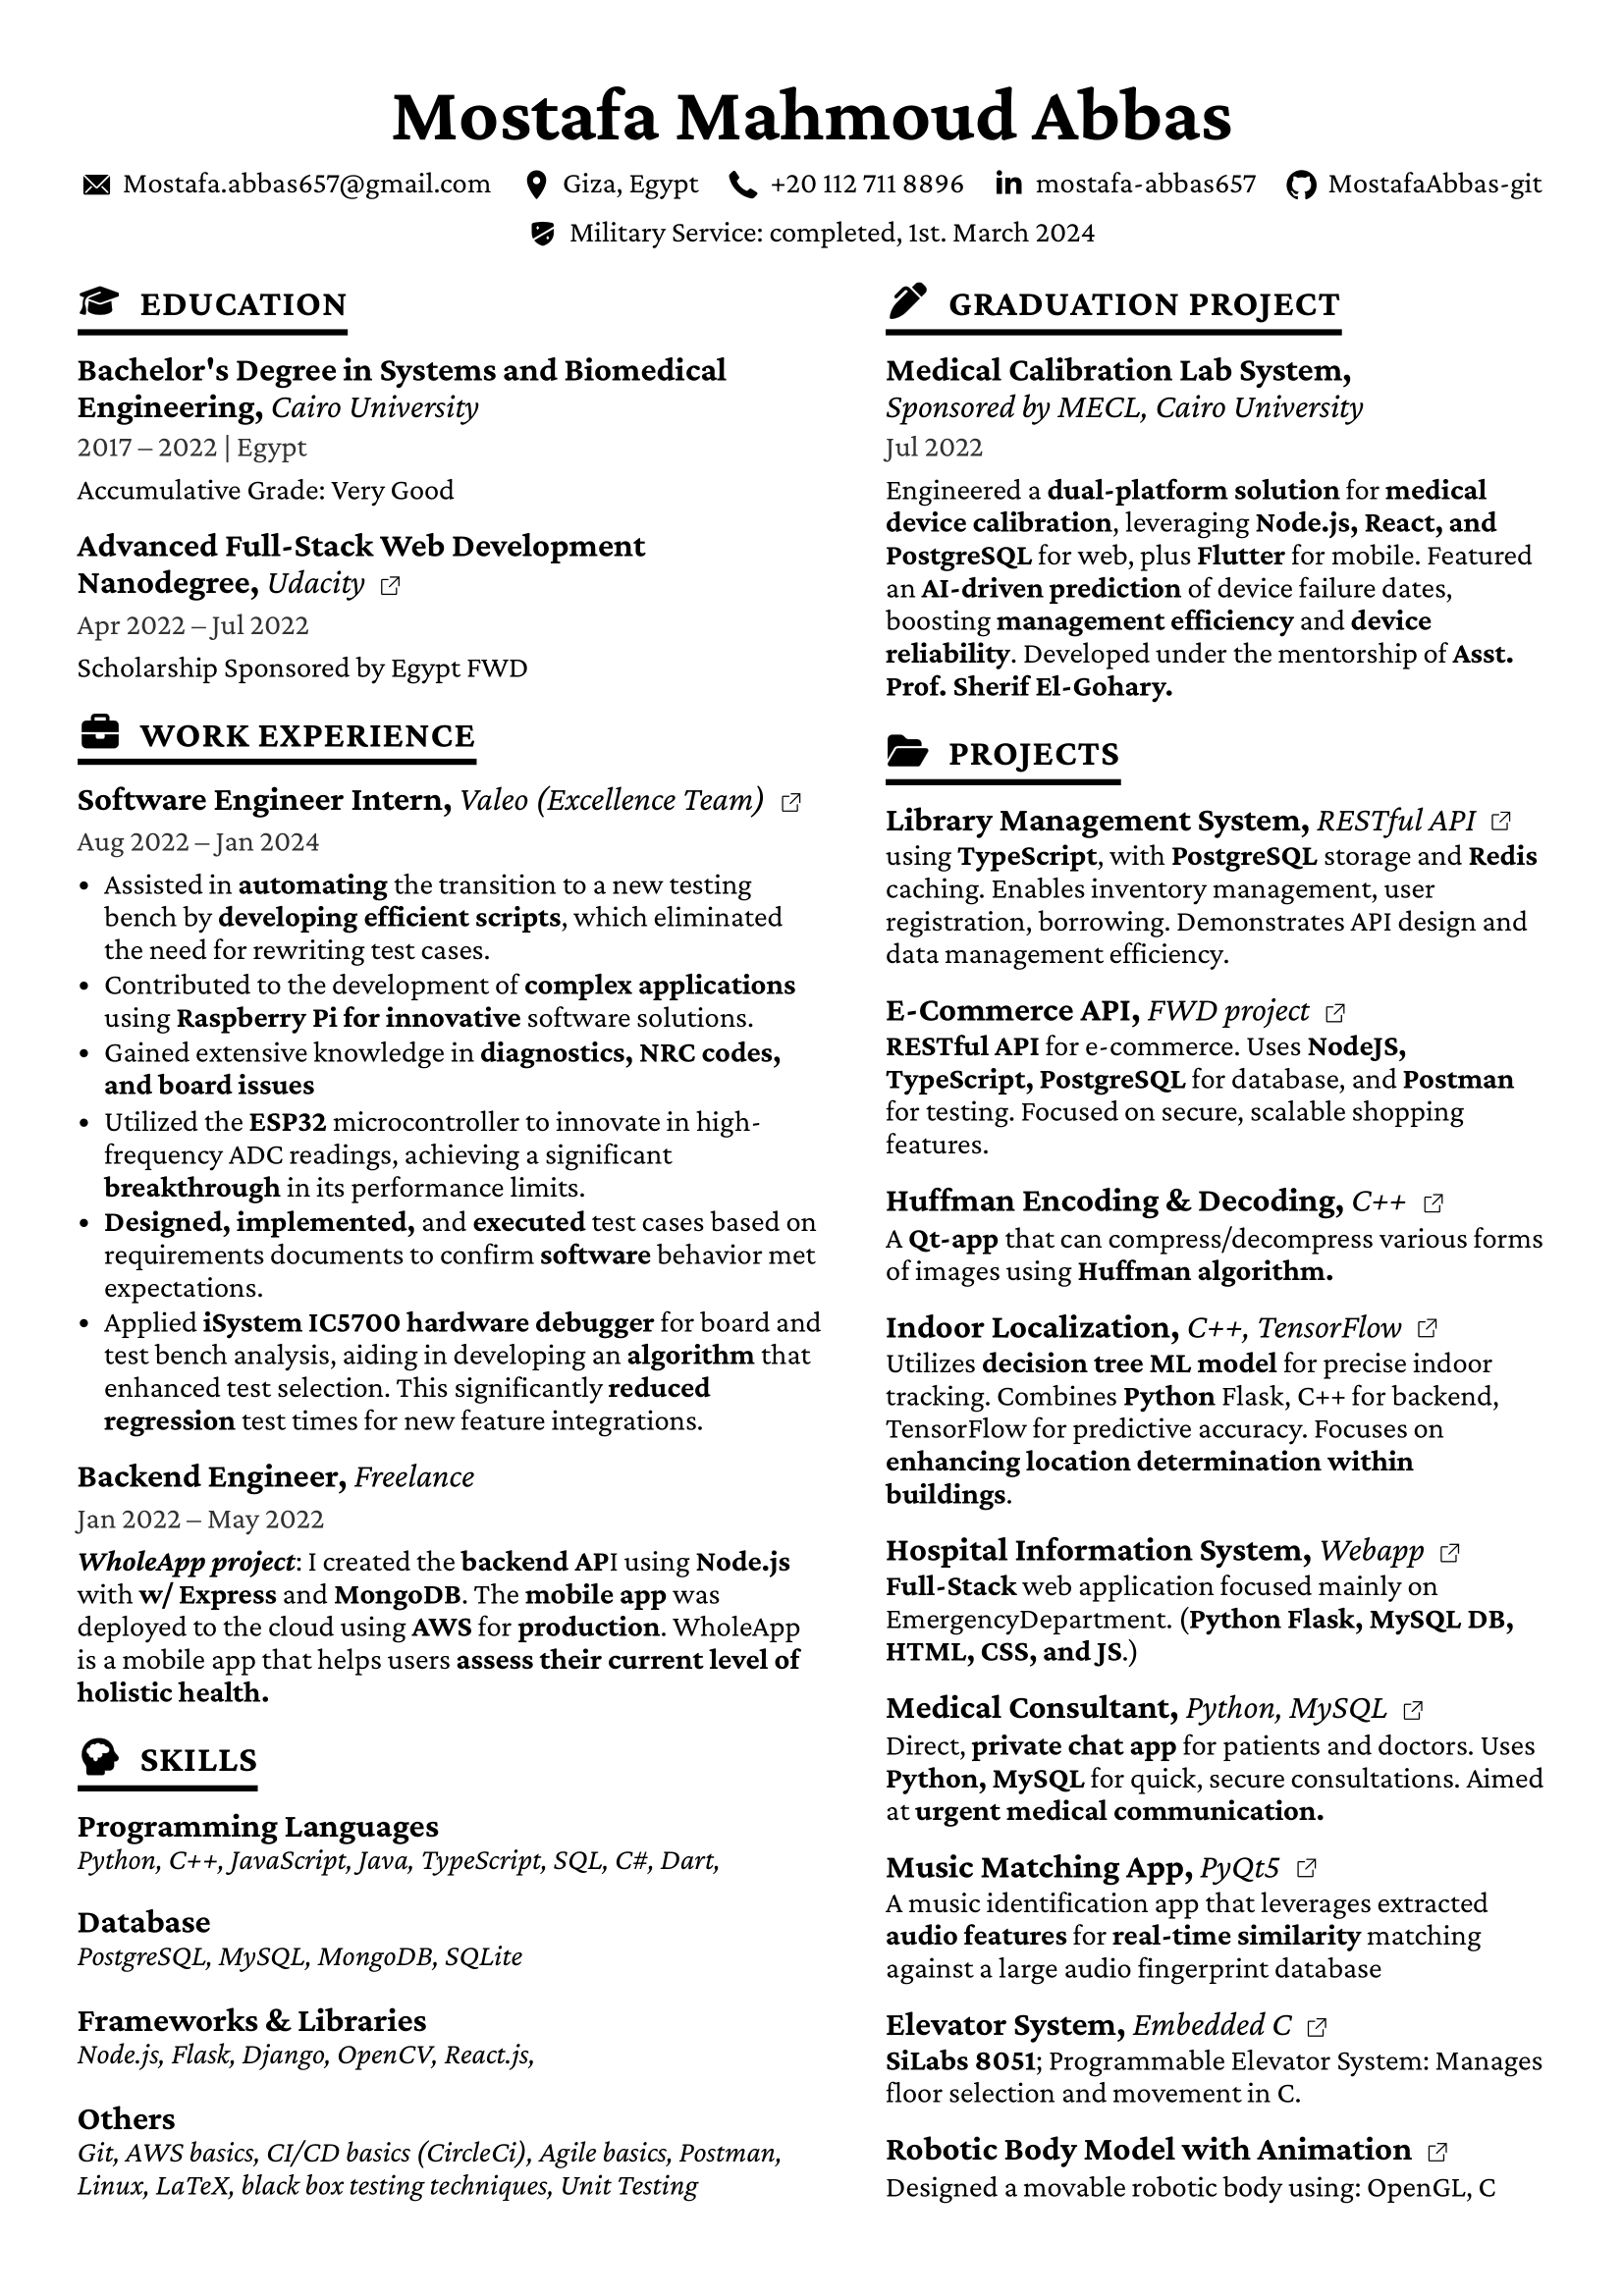 Mostafa Mahmoud Abbas
Mostafa.abbas657@gmail.com Giza, Egypt +20 112 711 8896 mostafa-abbas657 MostafaAbbas-git
Military Service: completed, 1st. March 2024
EDUCATION
Bachelor's Degree in Systems and Biomedical
Engineering, Cairo University
2017 – 2022 | Egypt
Accumulative Grade: Very Good
Advanced Full-Stack Web Development
Nanodegree, Udacity
Apr 2022 – Jul 2022
Scholarship Sponsored by Egypt FWD
WORK EXPERIENCE
Software Engineer Intern, Valeo (Excellence Team)
Aug 2022 – Jan 2024
• Assisted in automating the transition to a new testing
bench by developing efficient scripts, which eliminated
the need for rewriting test cases.
• Contributed to the development of complex applications
using Raspberry Pi for innovative software solutions.
• Gained extensive knowledge in diagnostics, NRC codes,
and board issues
• Utilized the ESP32 microcontroller to innovate in high-
frequency ADC readings, achieving a significant
breakthrough in its performance limits.
• Designed, implemented, and executed test cases based on
requirements documents to confirm software behavior met
expectations.
• Applied iSystem IC5700 hardware debugger for board and
test bench analysis, aiding in developing an algorithm that
enhanced test selection. This significantly reduced
regression test times for new feature integrations.
Backend Engineer, Freelance
Jan 2022 – May 2022
WholeApp project: I created the backend API using Node.js
with w/ Express and MongoDB. The mobile app was
deployed to the cloud using AWS for production. WholeApp
is a mobile app that helps users assess their current level of
holistic health.
SKILLS
Programming Languages
Python, C++, JavaScript, Java, TypeScript, SQL, C#, Dart,
Database
PostgreSQL, MySQL, MongoDB, SQLite
Frameworks & Libraries
Node.js, Flask, Django, OpenCV, React.js,
Others
Git, AWS basics, CI/CD basics (CircleCi), Agile basics, Postman,
Linux, LaTeX, black box testing techniques, Unit Testing
GRADUATION PROJECT
Medical Calibration Lab System,
Sponsored by MECL, Cairo University
Jul 2022
Engineered a dual-platform solution for medical
device calibration, leveraging Node.js, React, and
PostgreSQL for web, plus Flutter for mobile. Featured
an AI-driven prediction of device failure dates,
boosting management efficiency and device
reliability. Developed under the mentorship of Asst.
Prof. Sherif El-Gohary.
PROJECTS
Library Management System, RESTful API
using TypeScript, with PostgreSQL storage and Redis
caching. Enables inventory management, user
registration, borrowing. Demonstrates API design and
data management efficiency.
E-Commerce API, FWD project
RESTful API for e-commerce. Uses NodeJS,
TypeScript, PostgreSQL for database, and Postman
for testing. Focused on secure, scalable shopping
features.
Huffman Encoding & Decoding, C++
A Qt-app that can compress/decompress various forms
of images using Huffman algorithm.
Indoor Localization, C++, TensorFlow
Utilizes decision tree ML model for precise indoor
tracking. Combines Python Flask, C++ for backend,
TensorFlow for predictive accuracy. Focuses on
enhancing location determination within
buildings.
Hospital Information System, Webapp
Full-Stack web application focused mainly on
EmergencyDepartment. (Python Flask, MySQL DB,
HTML, CSS, and JS.)
Medical Consultant, Python, MySQL
Direct, private chat app for patients and doctors. Uses
Python, MySQL for quick, secure consultations. Aimed
at urgent medical communication.
Music Matching App, PyQt5
A music identification app that leverages extracted
audio features for real-time similarity matching
against a large audio fingerprint database
Elevator System, Embedded C
SiLabs 8051; Programmable Elevator System: Manages
floor selection and movement in C.
Robotic Body Model with Animation
Designed a movable robotic body using: OpenGL, C